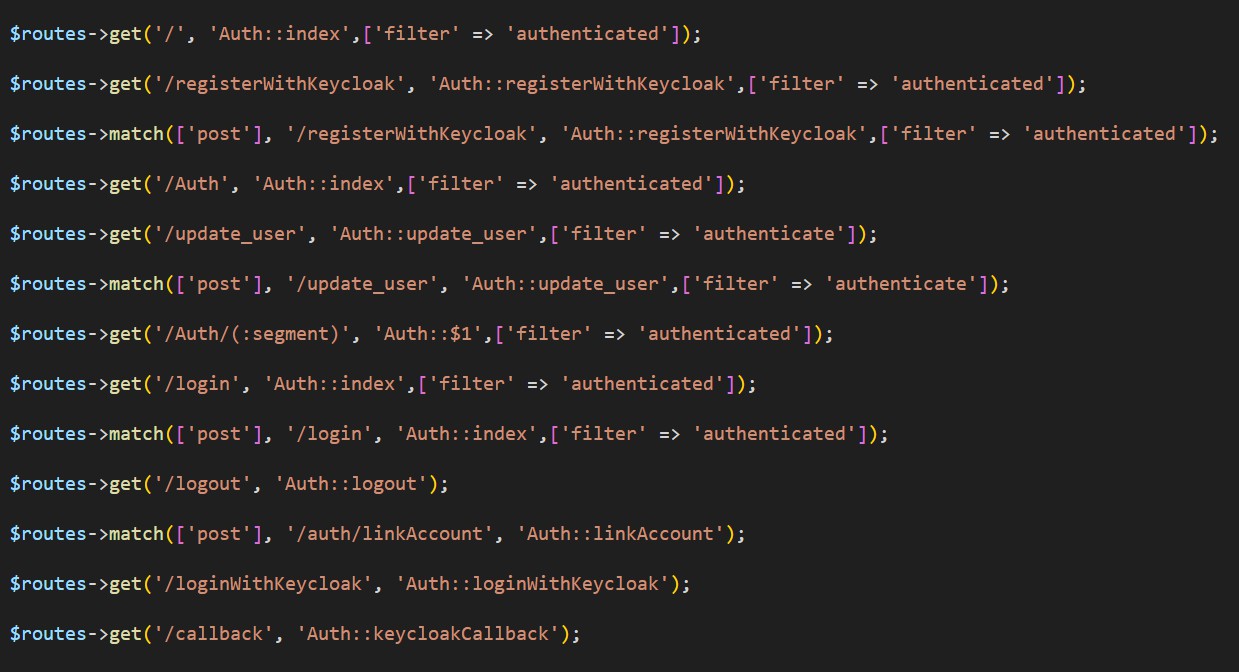 $routes->get('/', 'Auth::index',['filter' => 'authenticated']);
$routes->get('/registerWithKeycloak', 'Auth::registerWithKeycloak',['filter' => 'authenticated']);
$routes->match(['post'], '/registerWithKeycloak', 'Auth::registerWithKeycloak',['filter' => 'authenticated']);
$routes->get('/Auth', 'Auth::index',['filter' => 'authenticated']);
$routes->get('/update_user', 'Auth::update_user',['filter' => 'authenticate']);
$routes->match(['post'], '/update_user', 'Auth::update_user',['filter' => 'authenticate']);
$routes->get('/Auth/(:segment)', 'Auth::$1',['filter' => 'authenticated']);
$routes->get('/login', 'Auth::index',['filter' => 'authenticated']);
$routes->match(['post'], '/login', 'Auth::index',['filter' => 'authenticated']);
$routes->get('/logout', 'Auth::logout');
$routes->match(['post'], '/auth/linkAccount', 'Auth::linkAccount');
$routes->get('/loginWithKeycloak', 'Auth::loginWithKeycloak');
$routes->get('/callback', 'Auth::keycloakCallback');